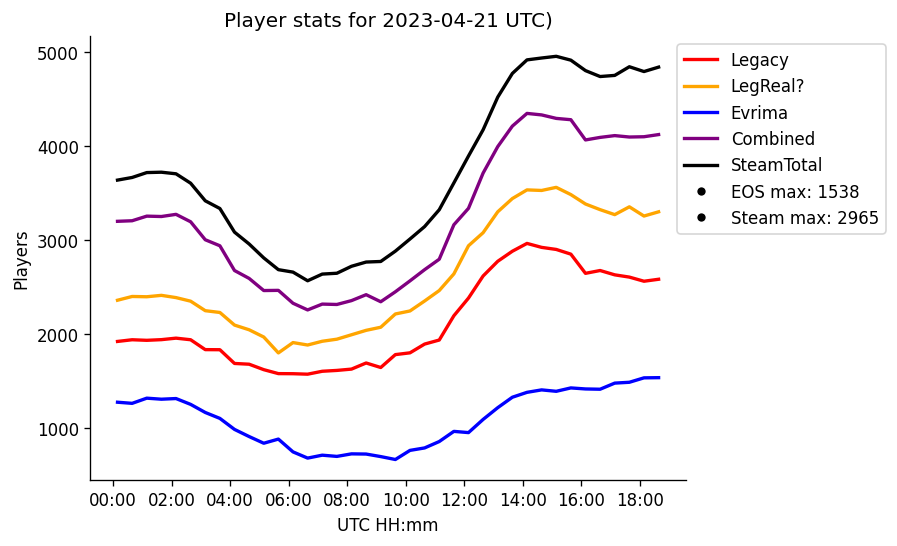 Player stats for 2023-04-21 UTC)
5000
4000
3000
2000
1000
Players
00:00 02:00 04:00 06:00 08:00 10:00 12:00 14:00 16:00 18:00
UTC HH:mm
Legacy
LegReal?
Evrima
Combined
SteamTotal
EOS max: 1538
Steam max: 2965